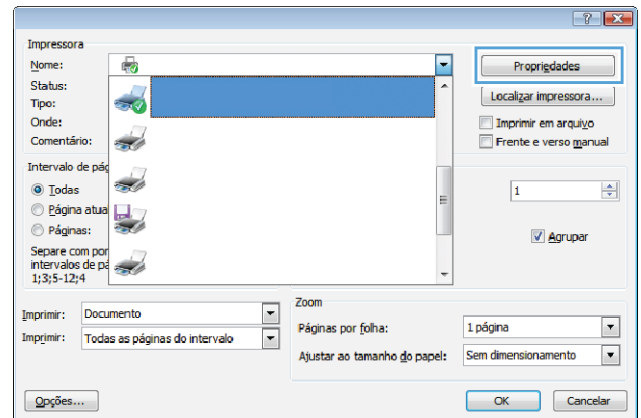 Impressora
Nome:
Propriedades
Status:
Tipo:
Localizar impressora...
Onde:
Imprimir em arquivo
Comentário:
Frente e verso manual
Intervalo de pág
Todas
1
Página atua
Páginas:
Agrupar
Separe com por
intervalos de pá
1;3;5-12;4
Imprimir: Documento
Imprimir: Todas as páginas do intervalo
Zoom
Páginas por folha: 1 página
Ajustar ao tamanho do papel: Sem dimensionamento
Opções...
OK
Cancelar